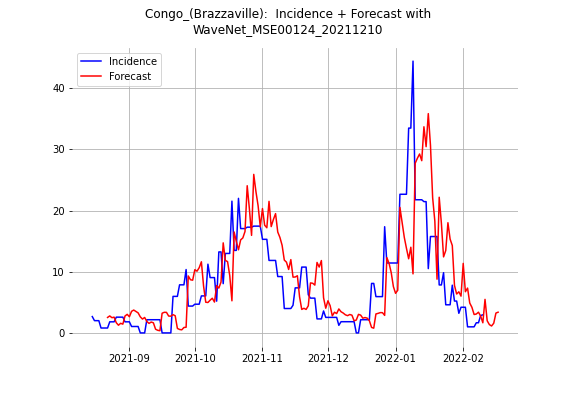 Congo_(Brazzaville):  Incidence + Forecast with
WaveNet_MSE00124_20211210
Incidence
Forecast
40
30
20
10
0
2021-09
2021-10
2021-11
2021-12
2022-01
2022-02